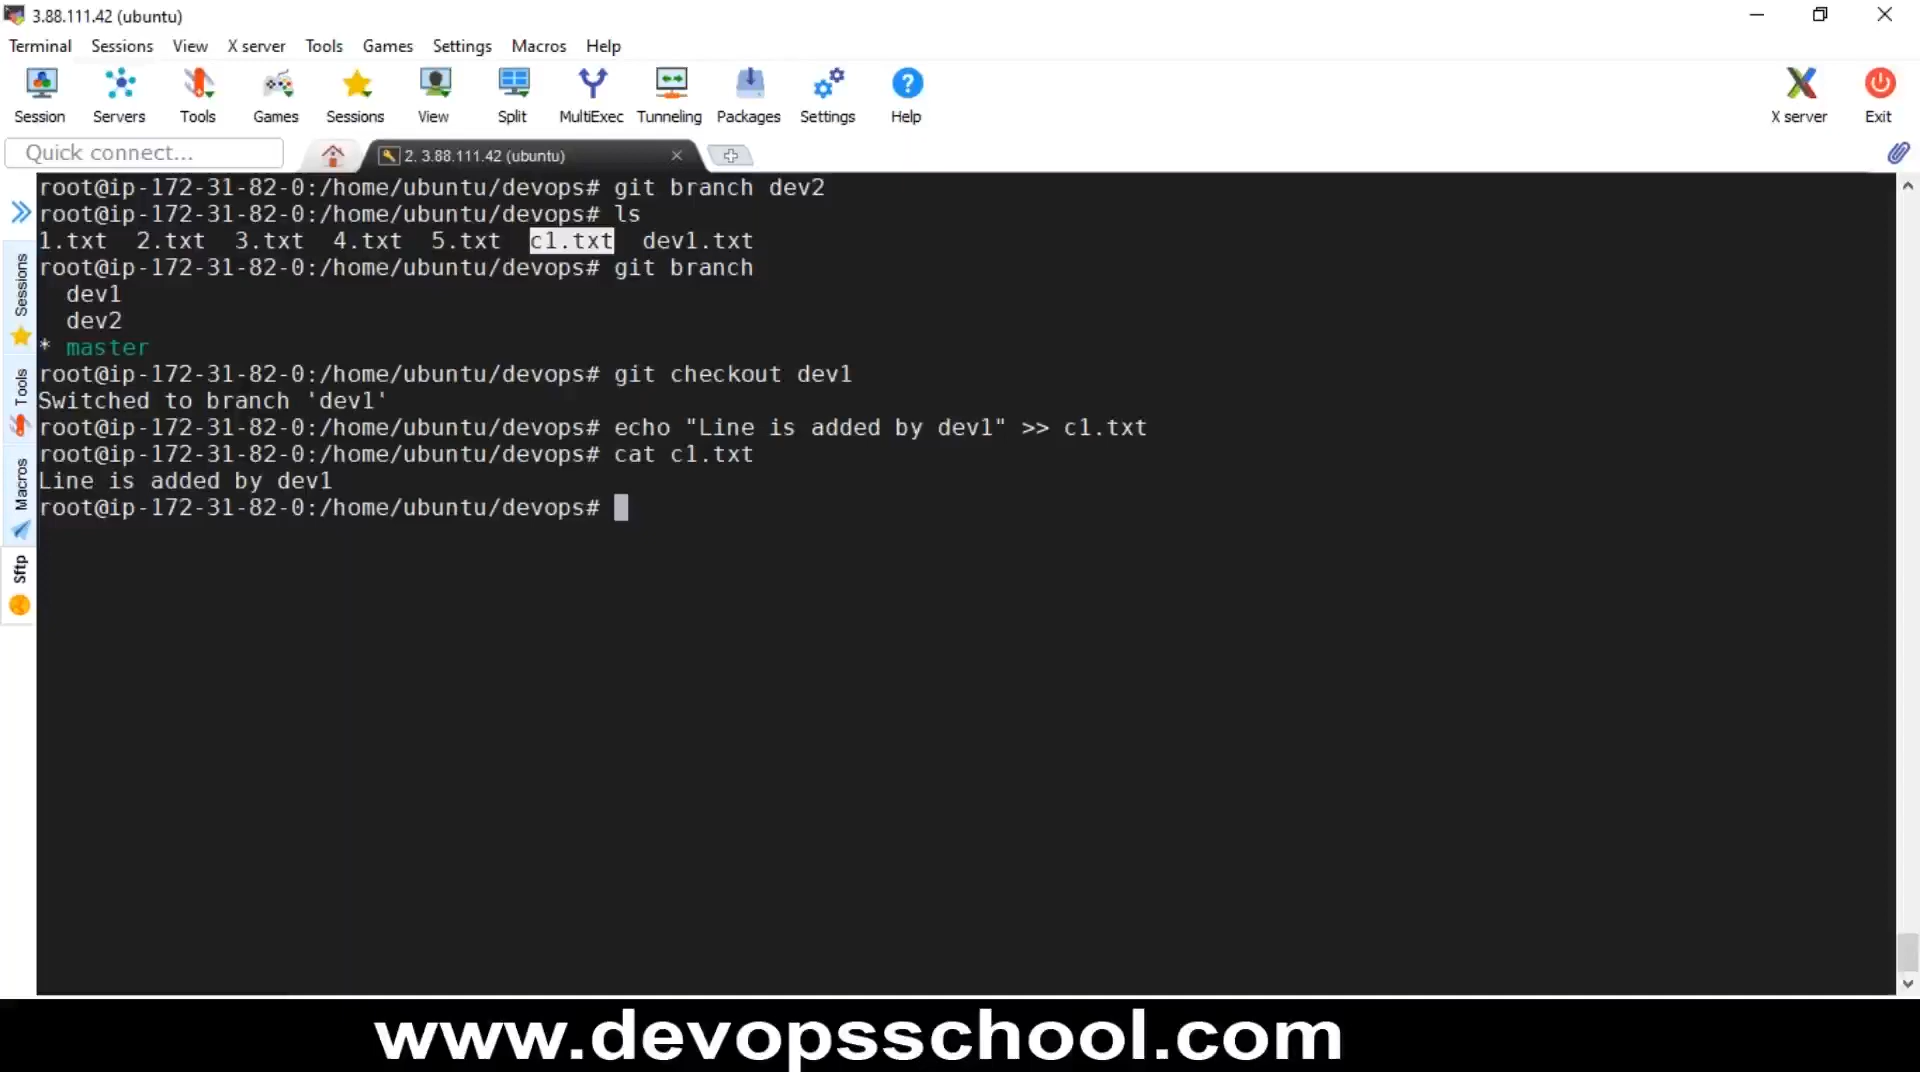 3.88.111.42 (ubuntu)
Terminal Sessions View X server Tools Games Settings Macros Help
Session Servers Tools Games Sessions View Split MultiExec Tunneling Packages Settings Help X server Exit
Quick connect... 2. 3.88.111.42 (ubuntu)
root@ip-172-31-82-0:/home/ubuntu/devops# git branch dev2
root@ip-172-31-82-0:/home/ubuntu/devops# ls
1.txt  2.txt  3.txt  4.txt  5.txt  c1.txt  dev1.txt
root@ip-172-31-82-0:/home/ubuntu/devops# git branch
  dev1
  dev2
* master
root@ip-172-31-82-0:/home/ubuntu/devops# git checkout dev1
Switched to branch 'dev1'
root@ip-172-31-82-0:/home/ubuntu/devops# echo "Line is added by dev1" >> c1.txt
root@ip-172-31-82-0:/home/ubuntu/devops# cat c1.txt
Line is added by dev1
root@ip-172-31-82-0:/home/ubuntu/devops#
Sessions
Tools
Macros
Sftp
www.devopsschool.com